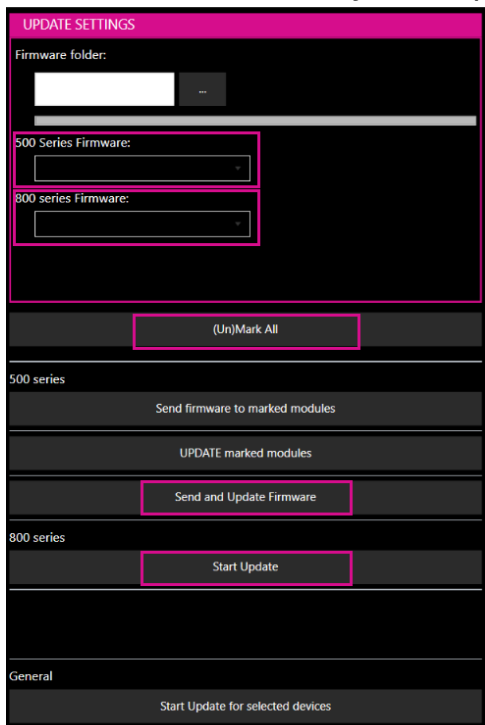 UPDATE SETTINGS
Firmware folder:
...
500 Series Firmware:
800 series Firmware:
(Un)Mark All
500 series
Send firmware to marked modules
UPDATE marked modules
Send and Update Firmware
800 series
Start Update
General
Start Update for selected devices